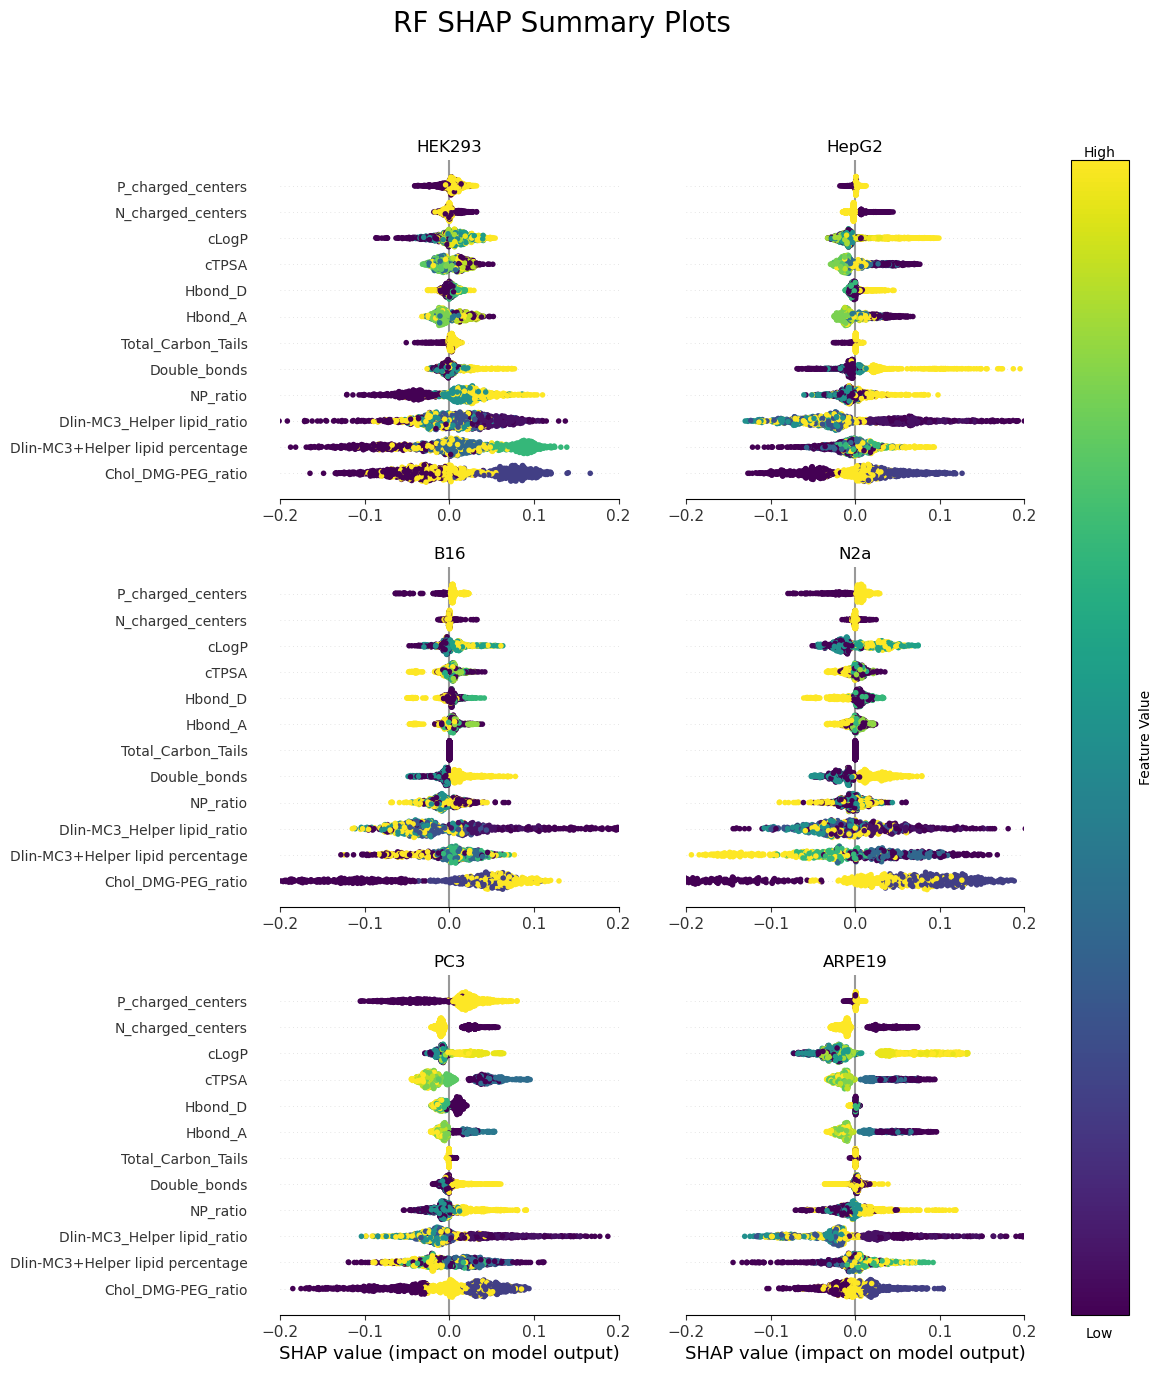 RF SHAP Summary Plots
HEK293
HepG2
High
P_charged_centers
N_charged_centers
cLogP
cTPSA
Hbond_D
Hbond_A
Total_Carbon_Tails
Double_bonds
NP_ratio
Dlin-MC3_Helper lipid_ratio
Dlin-MC3+Helper lipid percentage
Chol_DMG-PEG_ratio
−0.2 −0.1 0.0 0.1 0.2
−0.2 −0.1 0.0 0.1 0.2
B16
N2a
P_charged_centers
N_charged_centers
cLogP
cTPSA
Hbond_D
Hbond_A
Total_Carbon_Tails
Double_bonds
NP_ratio
Dlin-MC3_Helper lipid_ratio
Dlin-MC3+Helper lipid percentage
Chol_DMG-PEG_ratio
−0.2 −0.1 0.0 0.1 0.2
−0.2 −0.1 0.0 0.1 0.2
Feature Value
PC3
ARPE19
P_charged_centers
N_charged_centers
cLogP
cTPSA
Hbond_D
Hbond_A
Total_Carbon_Tails
Double_bonds
NP_ratio
Dlin-MC3_Helper lipid_ratio
Dlin-MC3+Helper lipid percentage
Chol_DMG-PEG_ratio
−0.2 −0.1 0.0 0.1 0.2
−0.2 −0.1 0.0 0.1 0.2
Low
SHAP value (impact on model output)
SHAP value (impact on model output)